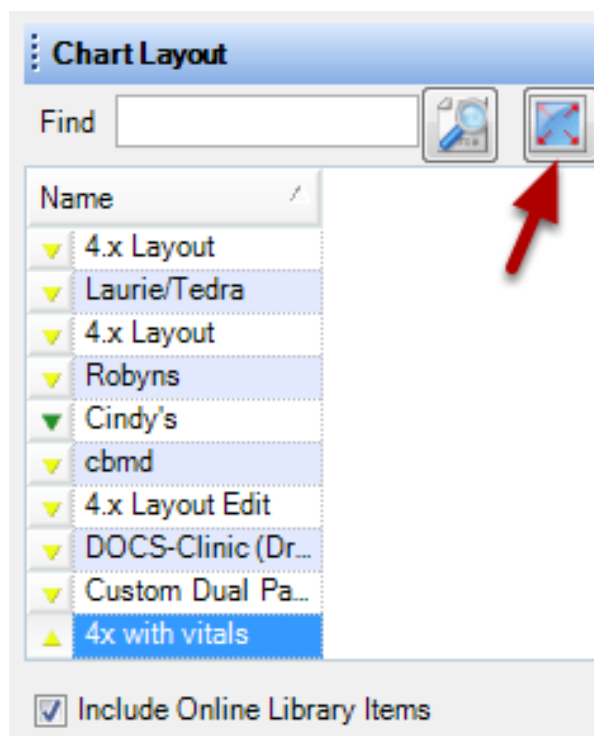 Chart Layout
Find
Name
4.x Layout
Laurie/Tedra
4.x Layout
Robyns
Cindy's
cbmd
4.x Layout Edit
DOCS-Clinic (Dr...
Custom Dual Pa...
4x with vitals
Include Online Library Items